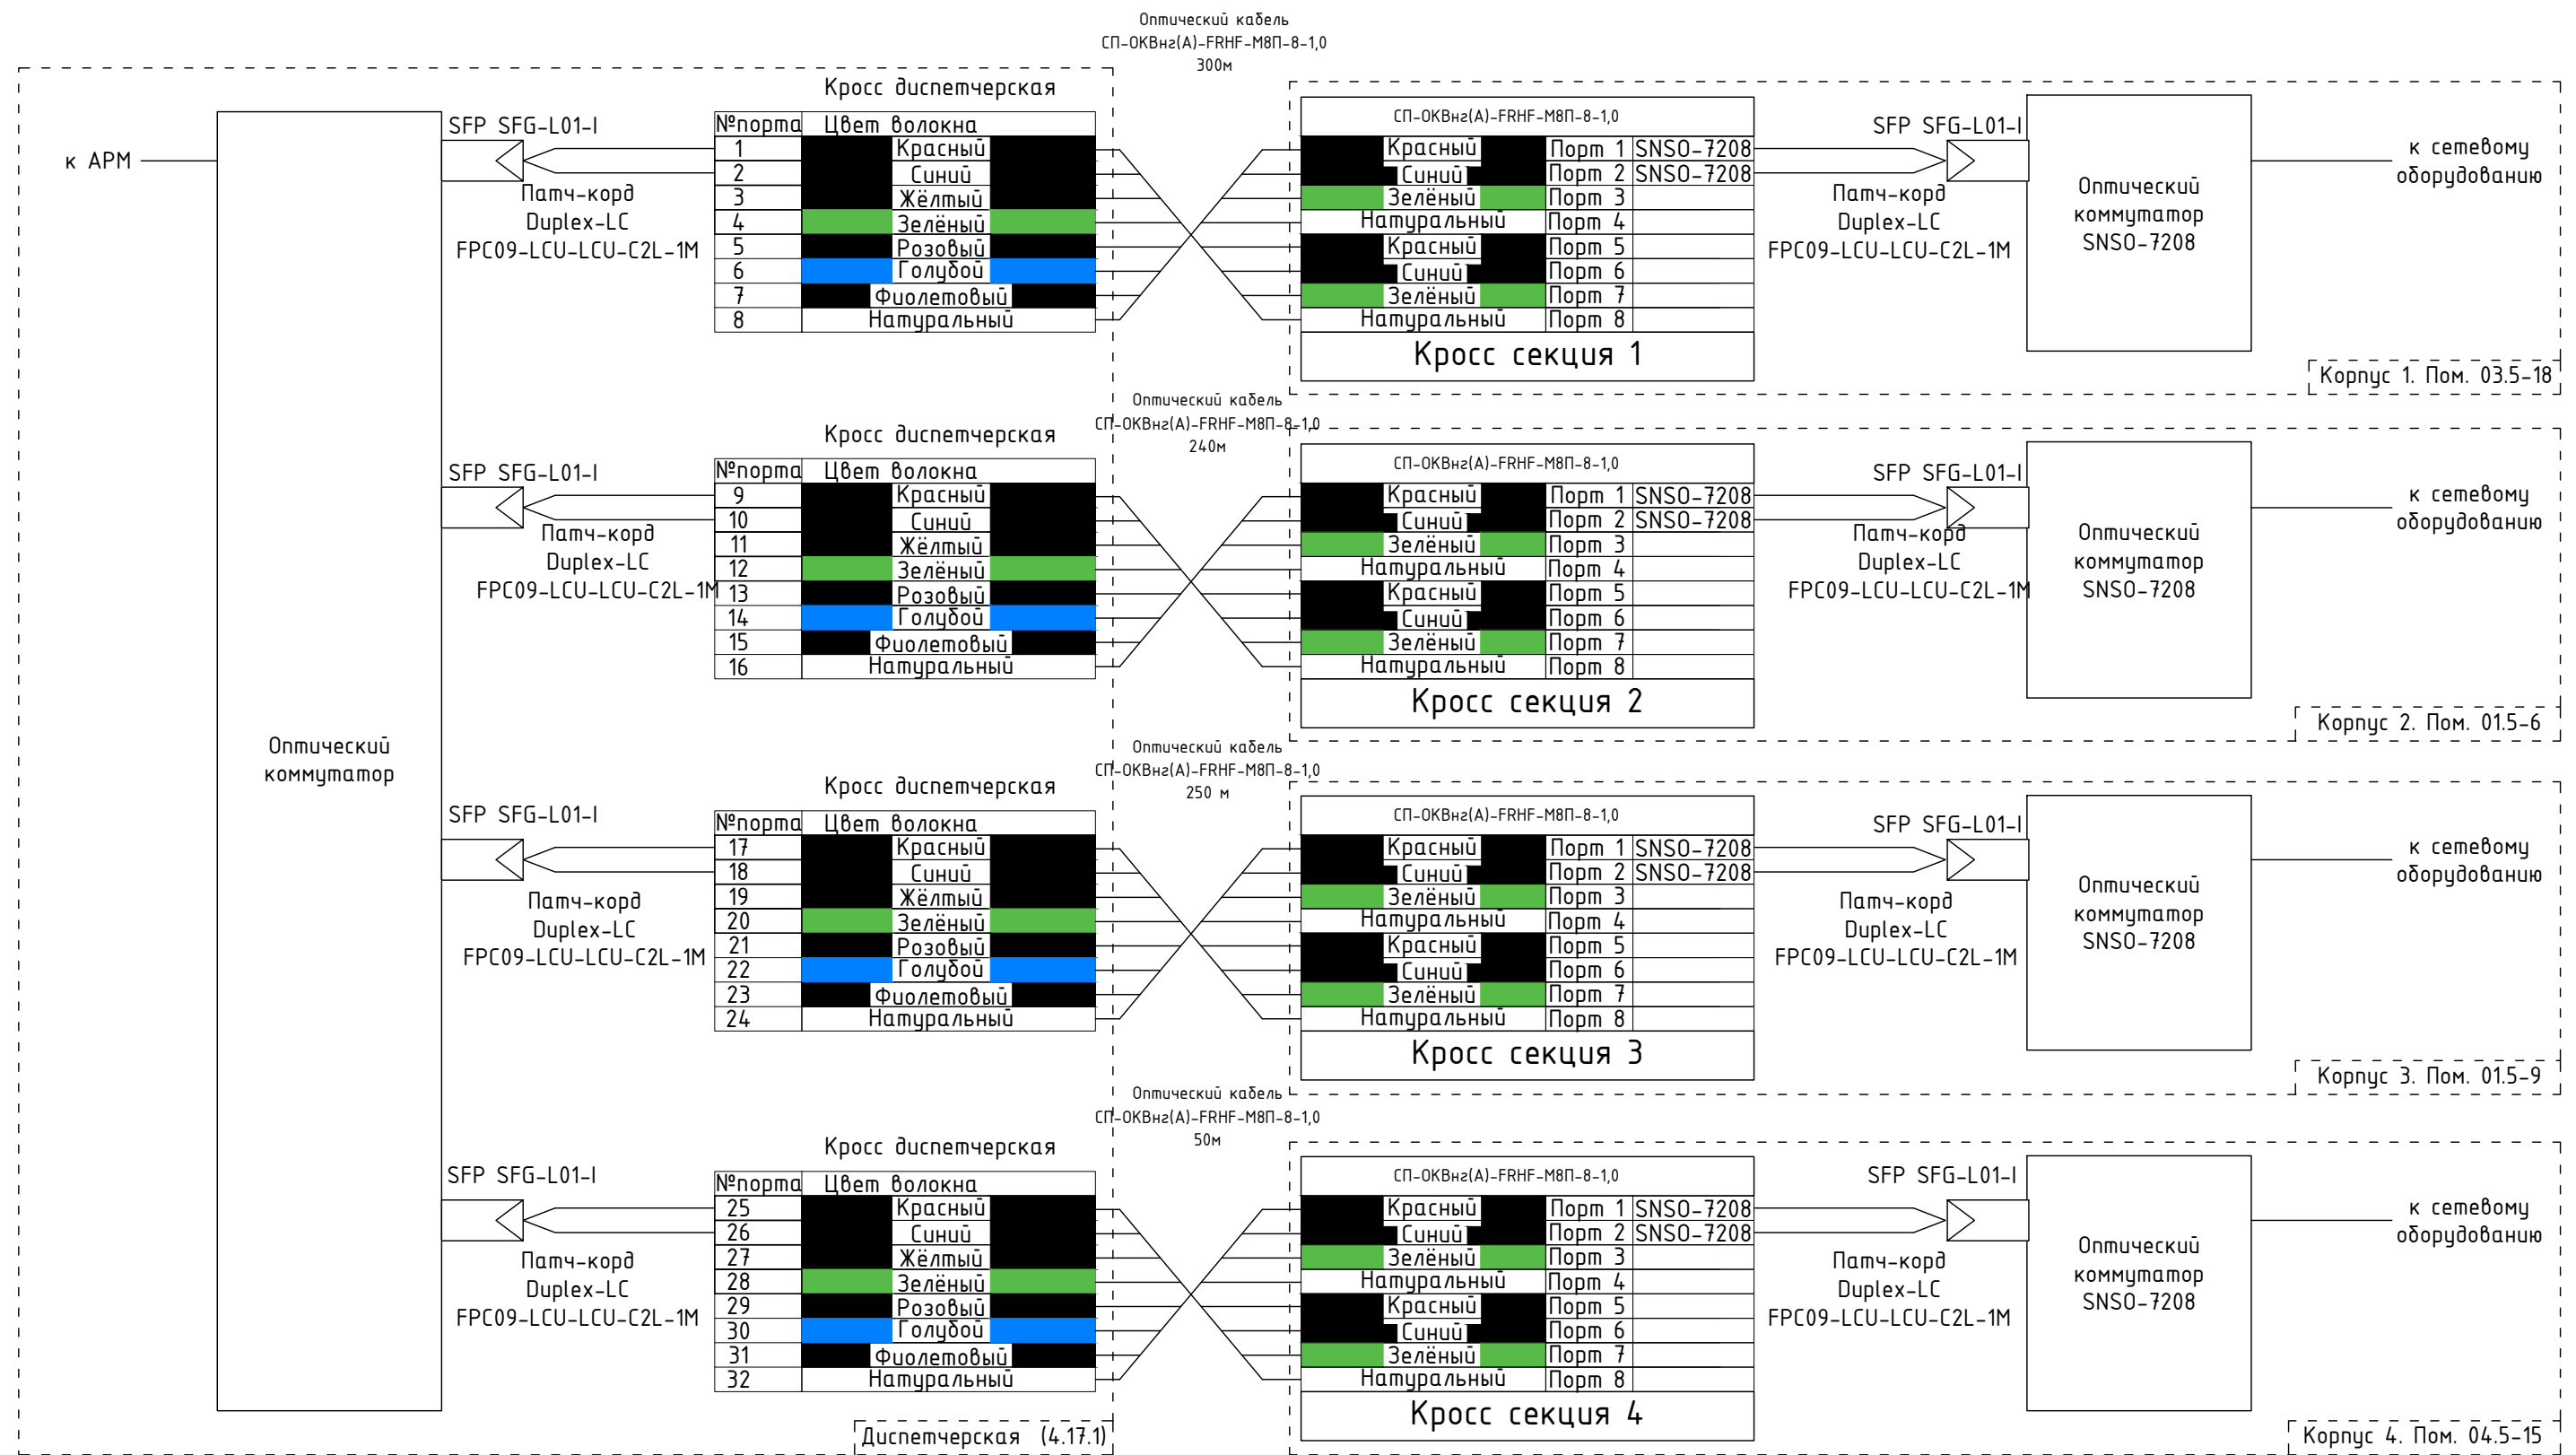 Оптический кабель
СП-ОКВнг(А)-FRHF-М8П-8-1,0
300м
к АРМ
Оптический
коммутатор
SFP SFG-L01-I
Патч-корд
Duplex-LC
FPC09-LCU-LCU-C2L-1M
Кросс диспетчерская
№порта Цвет волокна
1 Красный
2 Синий
3 Жёлтый
4 Зелёный
5 Розовый
6 Голубой
7 Фиолетовый
8 Натуральный
СП-ОКВнг(А)-FRHF-М8П-8-1,0
Красный Порт 1 SNSO-7208
Синий Порт 2 SNSO-7208
Зелёный Порт 3
Натуральный Порт 4
Красный Порт 5
Синий Порт 6
Зелёный Порт 7
Натуральный Порт 8
Кросс секция 1
SFP SFG-L01-I
Патч-корд
Duplex-LC
FPC09-LCU-LCU-C2L-1M
Оптический
коммутатор
SNSO-7208
к сетевому
оборудованию
Корпус 1. Пом. 03.5-18
Оптический кабель
СП-ОКВнг(А)-FRHF-М8П-8-1,0
240м
SFP SFG-L01-I
Патч-корд
Duplex-LC
FPC09-LCU-LCU-C2L-1M
Кросс диспетчерская
№порта Цвет волокна
9 Красный
10 Синий
11 Жёлтый
12 Зелёный
13 Розовый
14 Голубой
15 Фиолетовый
16 Натуральный
СП-ОКВнг(А)-FRHF-М8П-8-1,0
Красный Порт 1 SNSO-7208
Синий Порт 2 SNSO-7208
Зелёный Порт 3
Натуральный Порт 4
Красный Порт 5
Синий Порт 6
Зелёный Порт 7
Натуральный Порт 8
Кросс секция 2
SFP SFG-L01-I
Патч-корд
Duplex-LC
FPC09-LCU-LCU-C2L-1M
Оптический
коммутатор
SNSO-7208
к сетевому
оборудованию
Корпус 2. Пом. 01.5-6
Оптический кабель
СП-ОКВнг(А)-FRHF-М8П-8-1,0
250 м
SFP SFG-L01-I
Патч-корд
Duplex-LC
FPC09-LCU-LCU-C2L-1M
Кросс диспетчерская
№порта Цвет волокна
17 Красный
18 Синий
19 Жёлтый
20 Зелёный
21 Розовый
22 Голубой
23 Фиолетовый
24 Натуральный
СП-ОКВнг(А)-FRHF-М8П-8-1,0
Красный Порт 1 SNSO-7208
Синий Порт 2 SNSO-7208
Зелёный Порт 3
Натуральный Порт 4
Красный Порт 5
Синий Порт 6
Зелёный Порт 7
Натуральный Порт 8
Кросс секция 3
SFP SFG-L01-I
Патч-корд
Duplex-LC
FPC09-LCU-LCU-C2L-1M
Оптический
коммутатор
SNSO-7208
к сетевому
оборудованию
Корпус 3. Пом. 01.5-9
Оптический кабель
СП-ОКВнг(А)-FRHF-М8П-8-1,0
50м
SFP SFG-L01-I
Патч-корд
Duplex-LC
FPC09-LCU-LCU-C2L-1M
Кросс диспетчерская
№порта Цвет волокна
25 Красный
26 Синий
27 Жёлтый
28 Зелёный
29 Розовый
30 Голубой
31 Фиолетовый
32 Натуральный
Диспетчерская (4.17.1)
СП-ОКВнг(А)-FRHF-М8П-8-1,0
Красный Порт 1 SNSO-7208
Синий Порт 2 SNSO-7208
Зелёный Порт 3
Натуральный Порт 4
Красный Порт 5
Синий Порт 6
Зелёный Порт 7
Натуральный Порт 8
Кросс секция 4
SFP SFG-L01-I
Патч-корд
Duplex-LC
FPC09-LCU-LCU-C2L-1M
Оптический
коммутатор
SNSO-7208
к сетевому
оборудованию
Корпус 4. Пом. 04.5-15